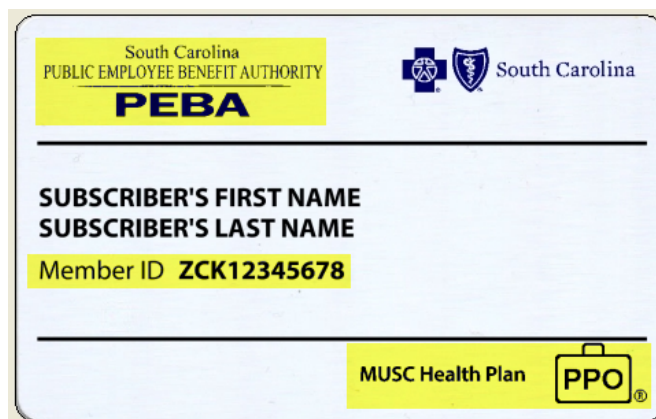 South Carolina
PUBLIC EMPLOYEE BENEFIT AUTHORITY
PEBA
South Carolina
SUBSCRIBER'S FIRST NAME
SUBSCRIBER'S LAST NAME
Member ID ZCK12345678
MUSC Health Plan PPO®